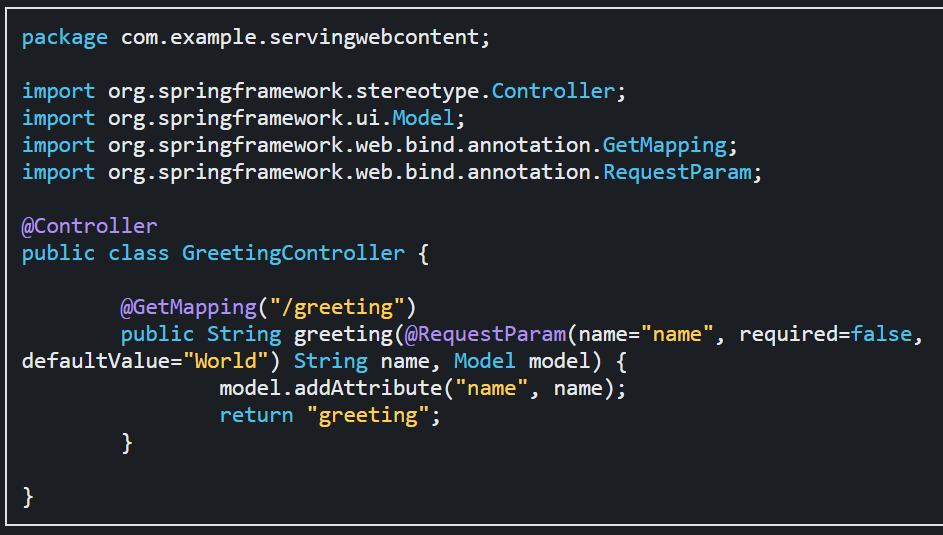 package com.example.servingwebcontent;

import org.springframework.stereotype.Controller;
import org.springframework.ui.Model;
import org.springframework.web.bind.annotation.GetMapping;
import org.springframework.web.bind.annotation.RequestParam;

@Controller
public class GreetingController {

        @GetMapping("/greeting")
        public String greeting(@RequestParam(name="name", required=false,
defaultValue="World") String name, Model model) {
                model.addAttribute("name", name);
                return "greeting";
        }

}